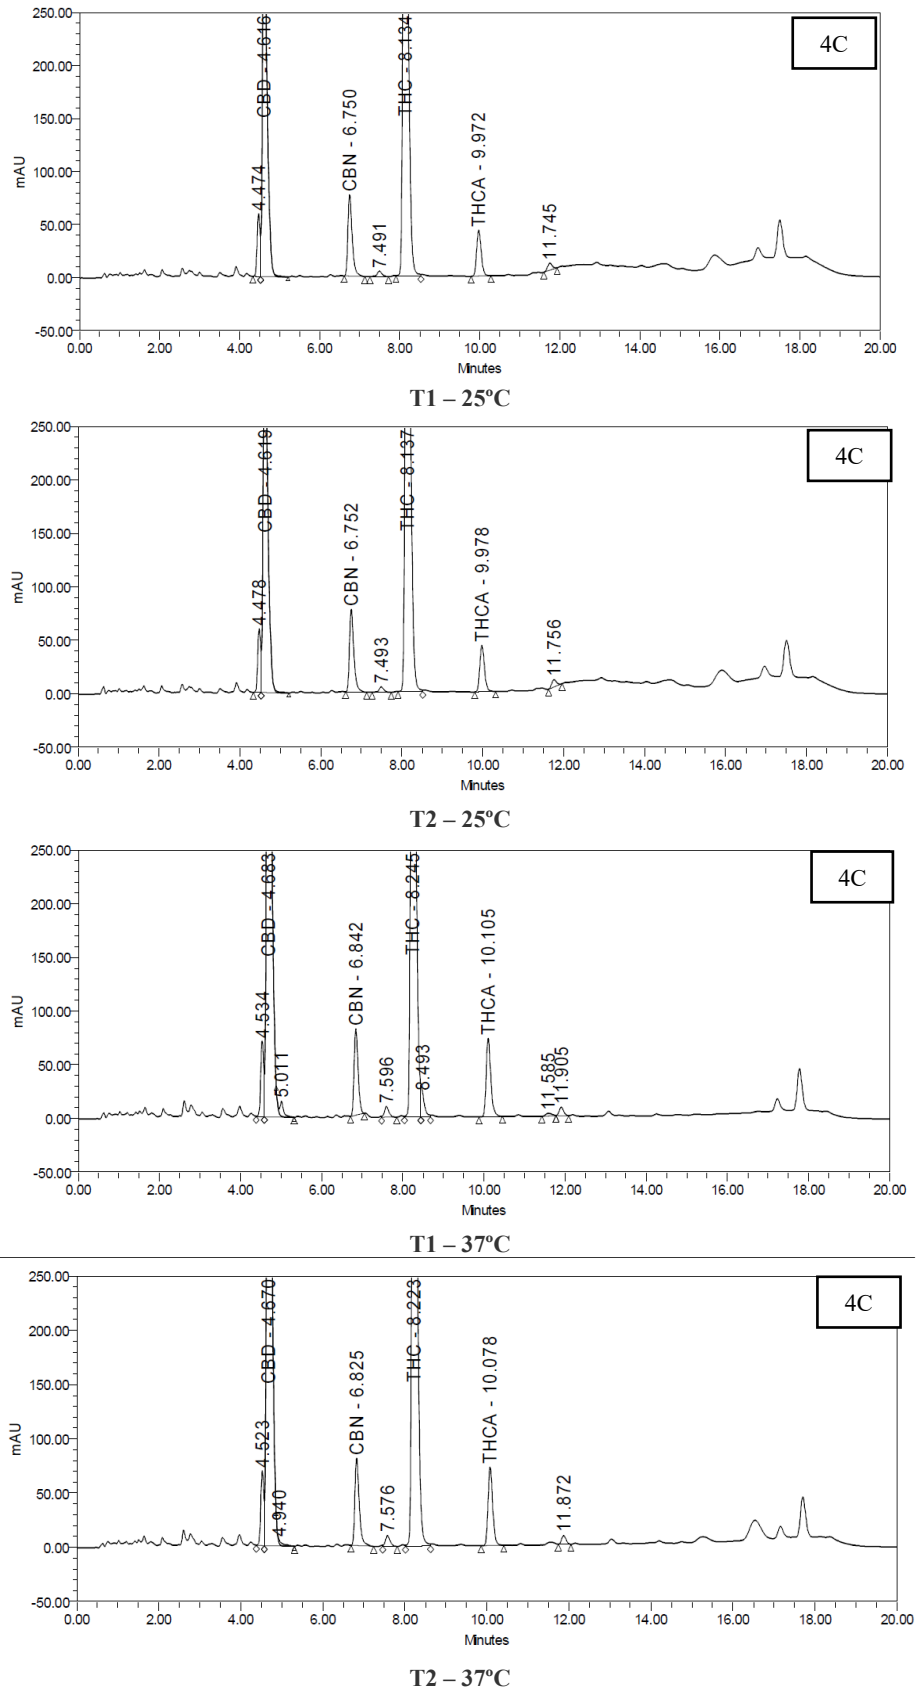 4C
250.00
200.00
150.00
100.00
50.00
0.00
-50.00
mAU
4.474
CBD - 4.616
CBN - 6.750
7.491
THC - 8.134
THCA - 9.972
11.745
0.00 2.00 4.00 6.00 8.00 10.00 12.00 14.00 16.00 18.00 20.00
Minutes
T1 – 25ºC
4C
250.00
200.00
150.00
100.00
50.00
0.00
-50.00
mAU
4.478
CBD - 4.619
CBN - 6.752
7.493
THC - 8.137
THCA - 9.978
11.756
0.00 2.00 4.00 6.00 8.00 10.00 12.00 14.00 16.00 18.00 20.00
Minutes
T2 – 25ºC
4C
250.00
200.00
150.00
100.00
50.00
0.00
-50.00
mAU
4.534
CBD - 4.683
5.011
CBN - 6.842
7.596
THC - 8.245
8.493
THCA - 10.105
11.585
11.905
0.00 2.00 4.00 6.00 8.00 10.00 12.00 14.00 16.00 18.00 20.00
Minutes
T1 – 37ºC
4C
250.00
200.00
150.00
100.00
50.00
0.00
-50.00
mAU
4.523
CBD - 4.670
4.940
CBN - 6.825
7.576
THC - 8.223
THCA - 10.078
11.872
0.00 2.00 4.00 6.00 8.00 10.00 12.00 14.00 16.00 18.00 20.00
Minutes
T2 – 37ºC